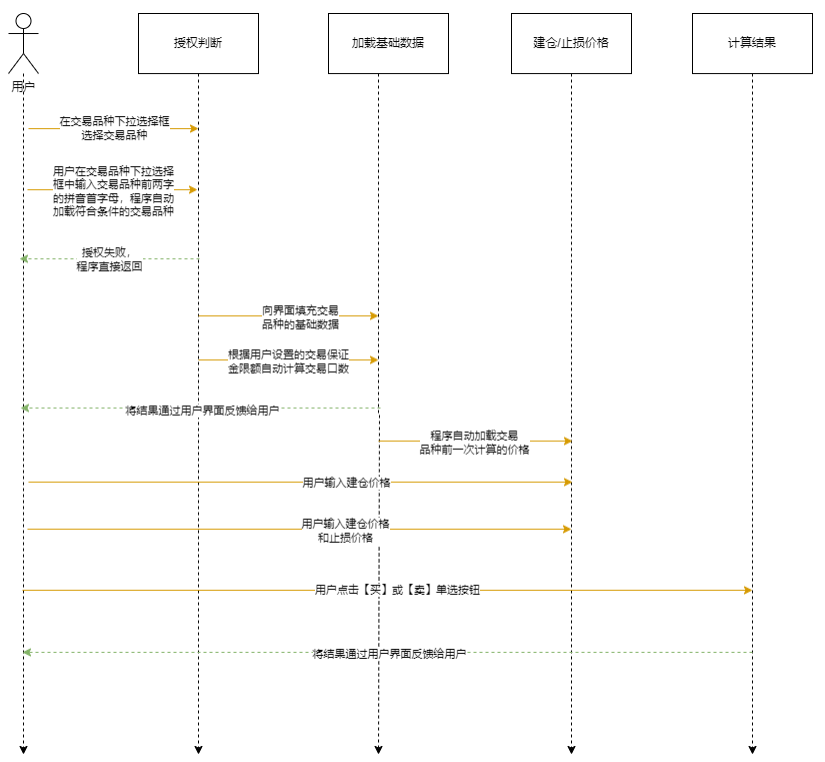 授权判断
加载基础数据
建仓/止损价格
计算结果
用户
在交易品种下拉选择框
选择交易品种
用户在交易品种下拉选择
框中输入交易品种前两字
的拼音首字母，程序自动
加载符合条件的交易品种
授权失败，
程序直接返回
向界面填充交易
品种的基础数据
根据用户设置的交易保证
金限额自动计算交易口数
将结果通过用户界面反馈给用户
程序自动加载交易
品种前一次计算的价格
用户输入建仓价格
用户输入建仓价格
和止损价格
用户点击【买】或【卖】单选按钮
将结果通过用户界面反馈给用户